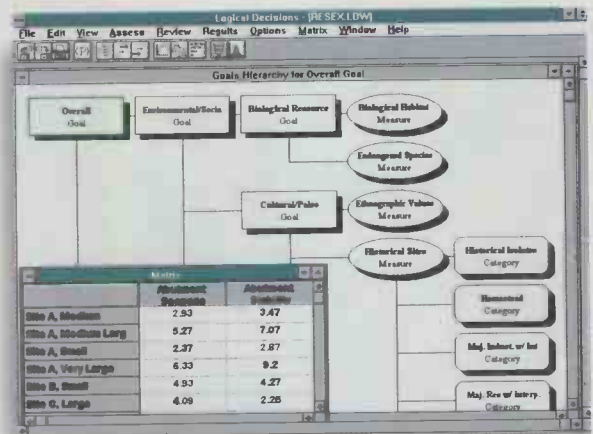 Logical Decisions - [RESEX.LDW]
File Edit View Assess Review Results Options Matrix Window Help
Goals Hierarchy for Overall Goal
Overall
Goal
Environmental/Socio
Goal
Biological Resource
Goal
Biological Habitat
Measure
Endangered Species
Measure
Cultural/Paleo
Goal
Ethnographic Values
Measure
Historical Sites
Measure
Historical Isolates
Category
Homestead
Category
Maj. Indust. w/ Int
Category
Maj. Res w/ Interp.
Category
Matrix
Abutment Abutment
Stability
Site A, Medium 2.93 3.47
Site A, Medium Larg 5.27 7.07
Site A, Small 2.37 2.87
Site A, Very Large 6.33 9.2
Site B, Small 4.93 4.27
Site C, Large 4.09 2.26